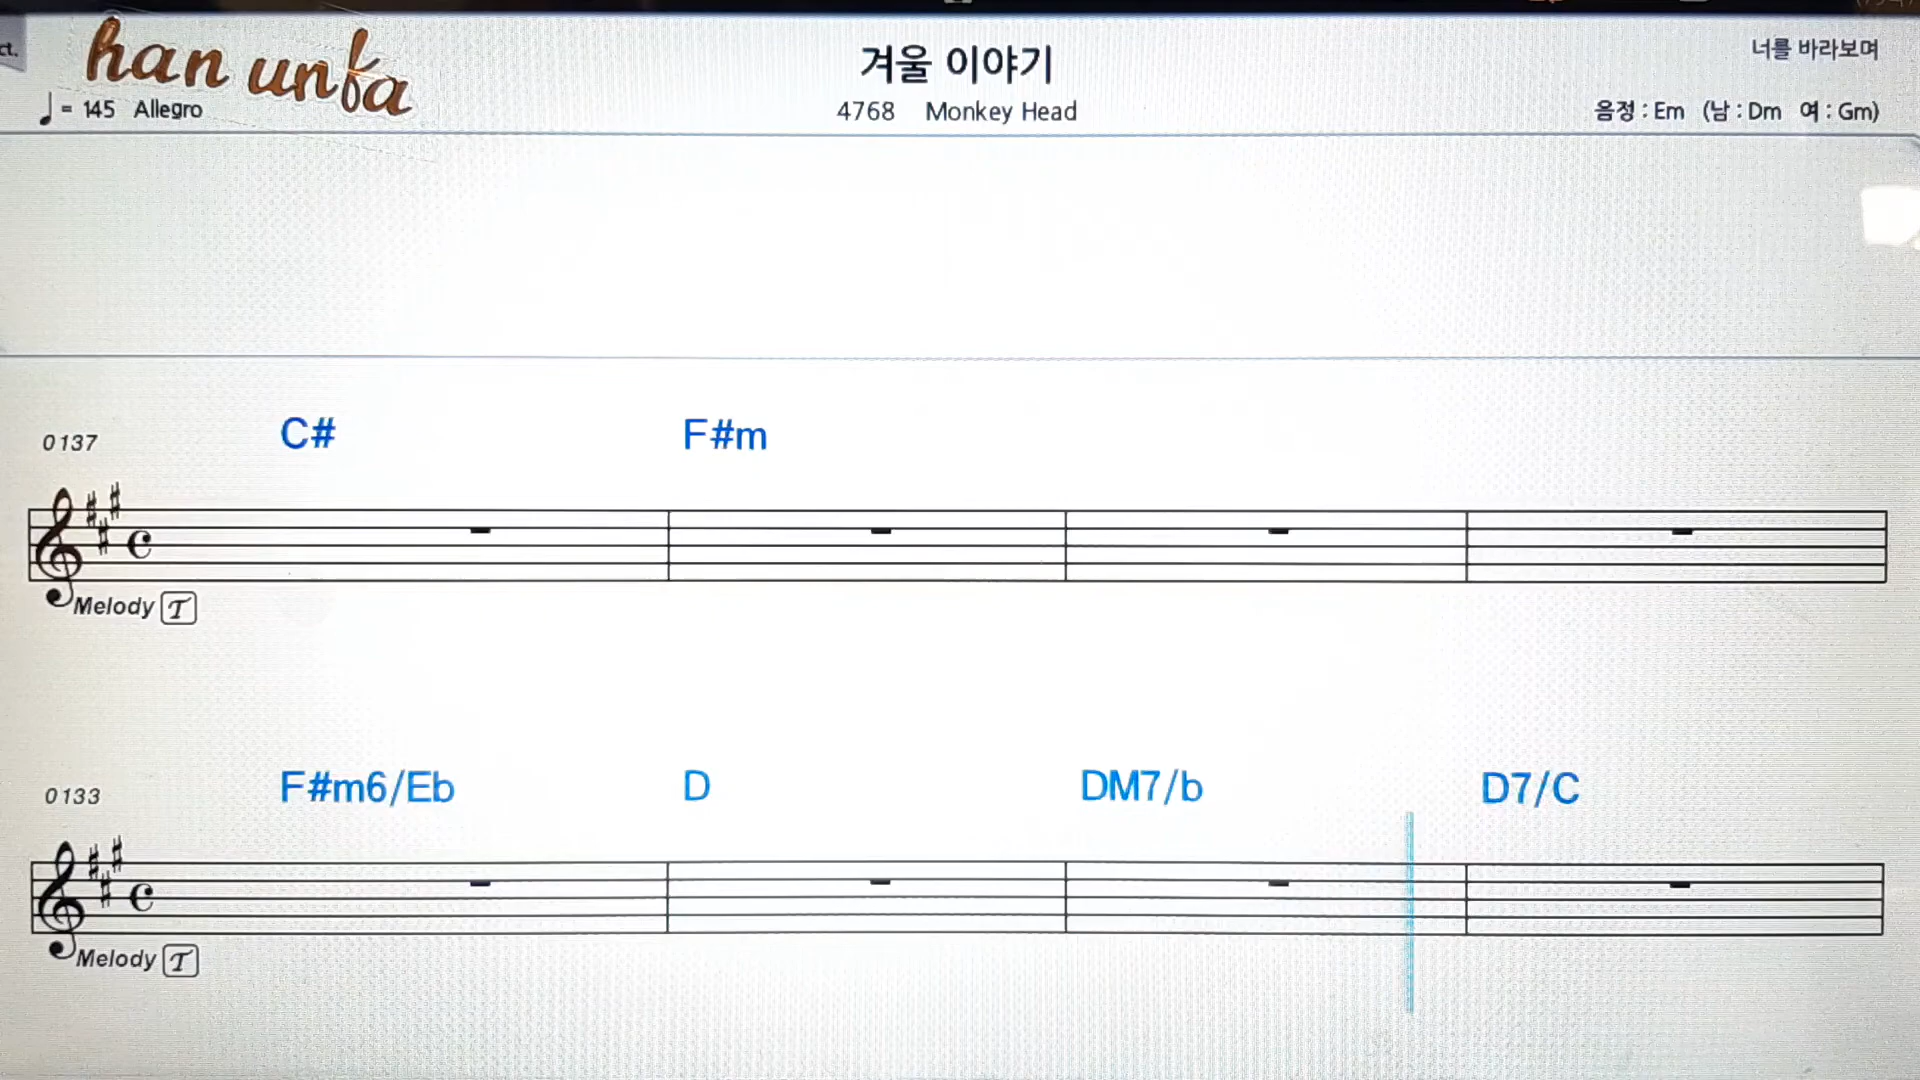 ct.
han unfa
겨울 이야기
너를 바라보며
♩ = 145 Allegro
4768 Monkey Head
음정 : Em (남 : Dm 여 : Gm)
0137 C# F#m
Melody T
0133 F#m6/Eb D DM7/b D7/C
Melody T